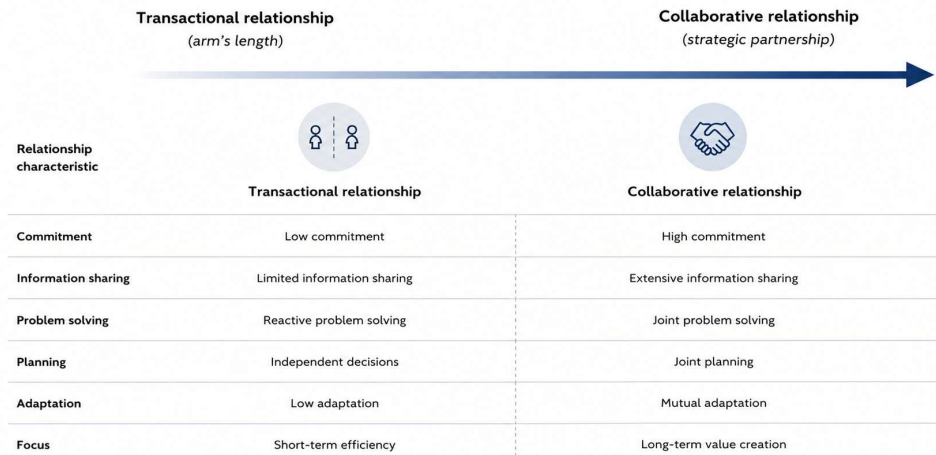 Transactional relationship
(arm's length)
Collaborative relationship
(strategic partnership)
Relationship
characteristic
Transactional relationship
Collaborative relationship
Commitment
Low commitment
High commitment
Information sharing
Limited information sharing
Extensive information sharing
Problem solving
Reactive problem solving
Joint problem solving
Planning
Independent decisions
Joint planning
Adaptation
Low adaptation
Mutual adaptation
Focus
Short-term efficiency
Long-term value creation